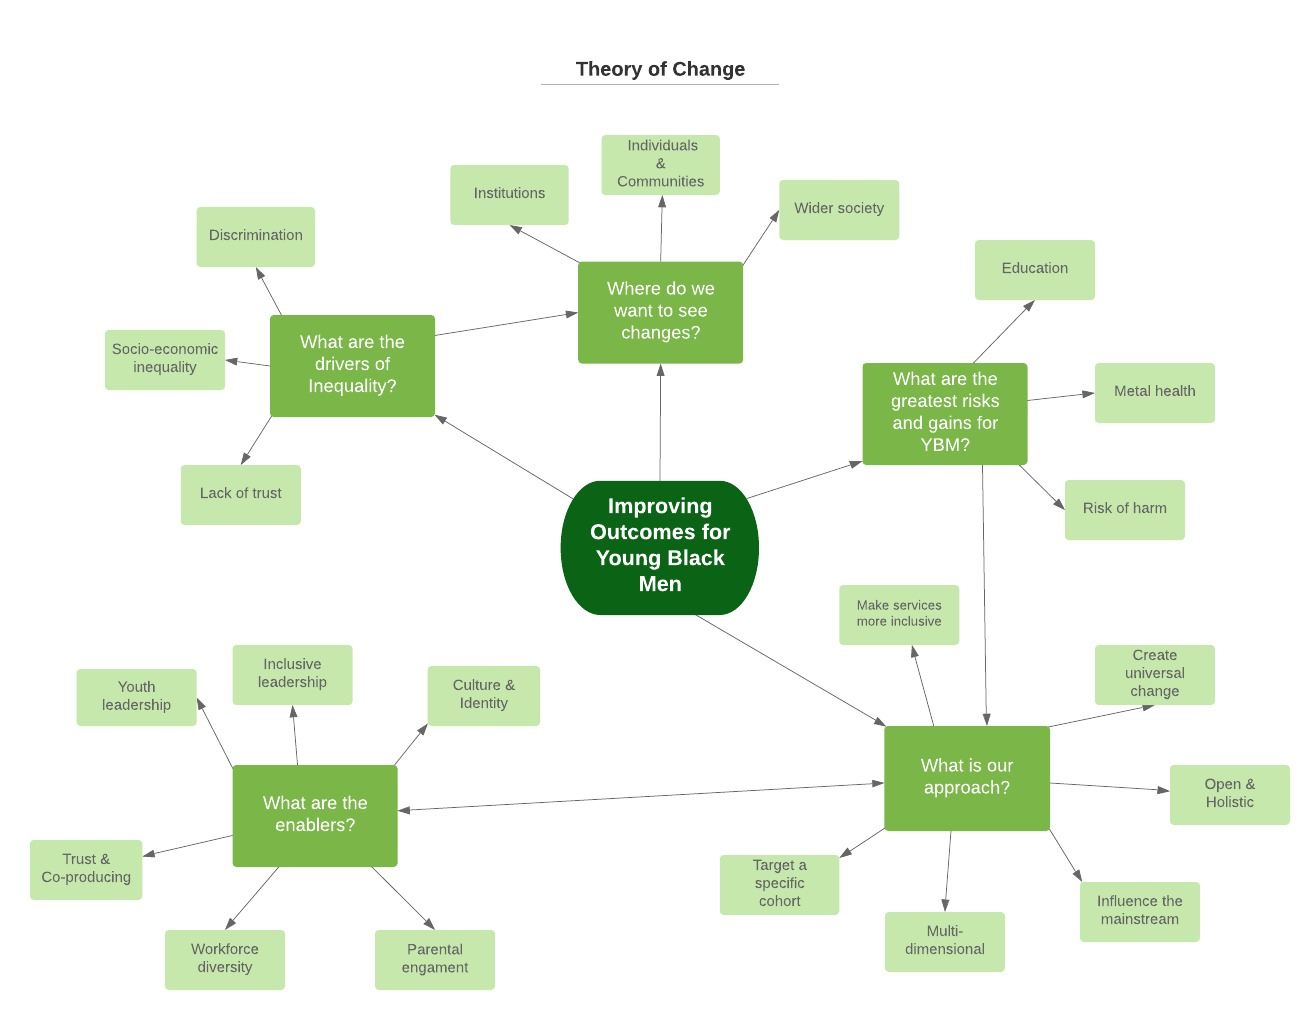 Theory of Change
Individuals
&
Communities
Institutions
Wider society
Discrimination
Education
Where do we
want to see
changes?
What are the
drivers of
Inequality?
Socio-economic
inequality
What are the
greatest risks
and gains for
YBM?
Metal health
Lack of trust
Risk of harm
Improving
Outcomes for
Young Black
Men
Make services
more inclusive
Create
universal
change
Inclusive
leadership
Youth
leadership
Culture &
Identity
What is our
approach?
Open &
Holistic
What are the
enablers?
Trust &
Co-producing
Target a
specific
cohort
Influence the
mainstream
Multi-
dimensional
Workforce
diversity
Parental
engament